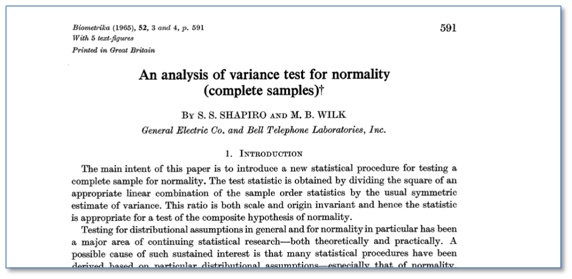 Biometrika (1965), 52, 3 and 4, p. 591
591
With 5 text-figures
Printed in Great Britain
An analysis of variance test for normality
(complete samples)†
By S. S. SHAPIRO AND M. B. WILK
General Electric Co. and Bell Telephone Laboratories, Inc.
1. INTRODUCTION
The main intent of this paper is to introduce a new statistical procedure for testing a
complete sample for normality. The test statistic is obtained by dividing the square of an
appropriate linear combination of the sample order statistics by the usual symmetric
estimate of variance. This ratio is both scale and origin invariant and hence the statistic
is appropriate for a test of the composite hypothesis of normality.
Testing for distributional assumptions in general and for normality in particular has been
a major area of continuing statistical research—both theoretically and practically. A
possible cause of such sustained interest is that many statistical procedures have been
derived based on particular distributional assumptions—especially that of normality.